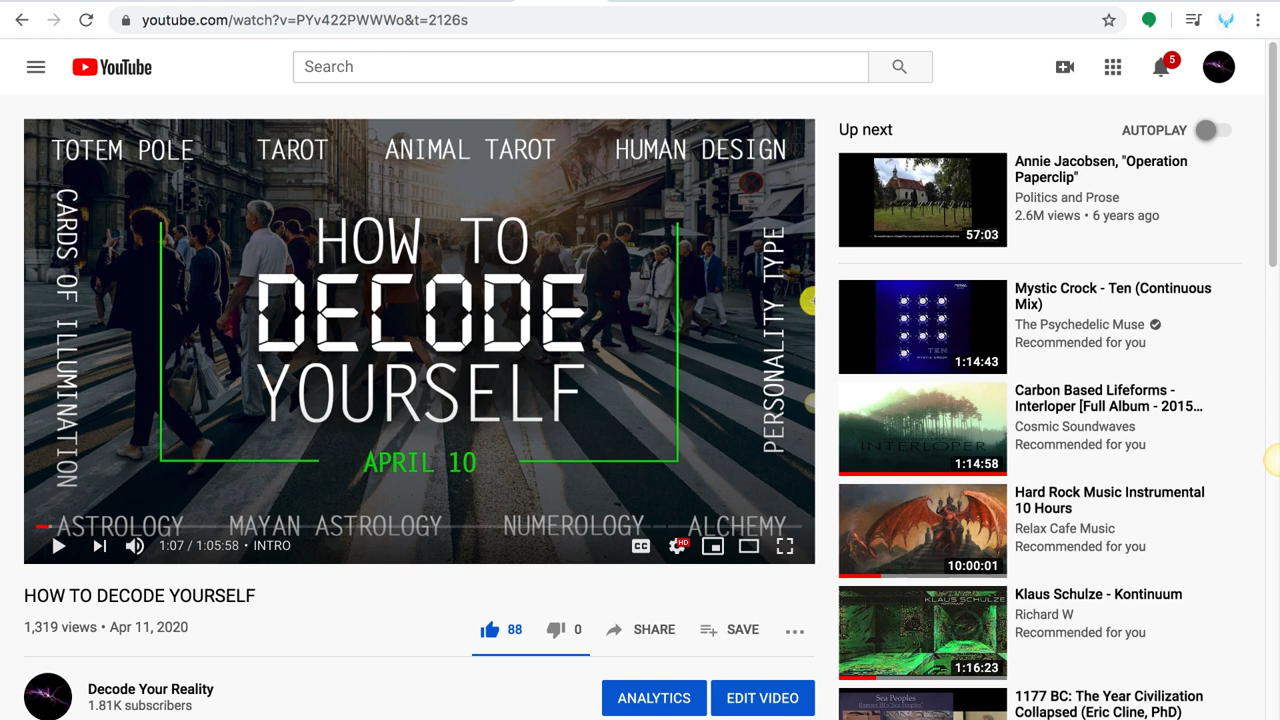 youtube.com/watch?v=PYv422PWWWo&t=2126s
YouTube
Search
5
TOTEM POLE
TAROT
ANIMAL TAROT
HUMAN DESIGN
CARDS OF ILLUMINATION
HOW TO
DECODE
YOURSELF
APRIL 10
PERSONALITY TYPE
ASTROLOGY
MAYAN ASTROLOGY
NUMEROLOGY
ALCHEMY
1:07 / 1:05:58 • INTRO
CC
HD
HOW TO DECODE YOURSELF
1,319 views • Apr 11, 2020
88
0
SHARE
SAVE
Decode Your Reality
1.81K subscribers
ANALYTICS
EDIT VIDEO
Up next
AUTOPLAY
57:03
Annie Jacobsen, "Operation
Paperclip"
Politics and Prose
2.6M views • 6 years ago
TEN
MYSTIC CROCK
1:14:43
Mystic Crock - Ten (Continuous
Mix)
The Psychedelic Muse
Recommended for you
INTERLOPER
1:14:58
Carbon Based Lifeforms -
Interloper [Full Album - 2015...
Cosmic Soundwaves
Recommended for you
10:00:01
Hard Rock Music Instrumental
10 Hours
Relax Cafe Music
Recommended for you
KLAUS SCHULZE
KONTINUUM
1:16:23
Klaus Schulze - Kontinuum
Richard W
Recommended for you
Sea Peoples
1177 BC: The Year Civilization
Collapsed (Eric Cline, PhD)